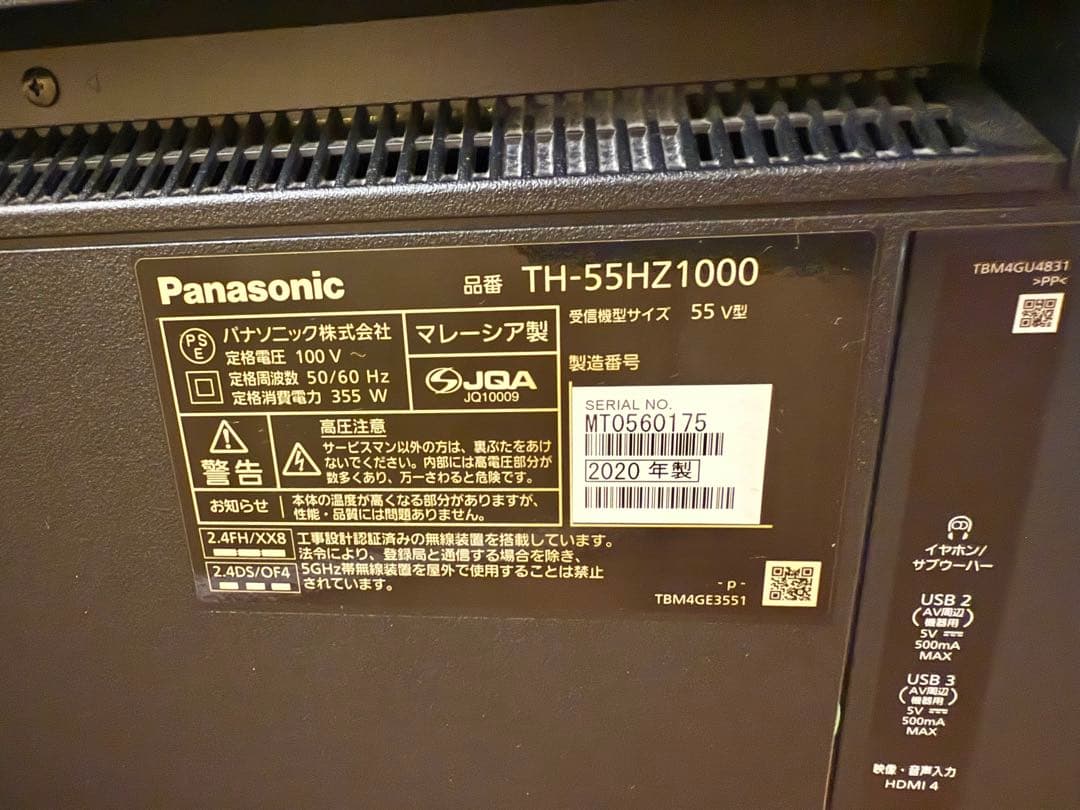 Panasonic
品番 TH-55HZ1000
受信機型サイズ 55 V型
PSE
パナソニック株式会社
定格電圧 100 V ~
定格周波数 50/60 Hz
定格消費電力 355 W
マレーシア製
JQA
JQ10009
製造番号
SERIAL NO.
MT0560175
2020 年製
警告
高圧注意
サービスマン以外の方は、裏ぶたをあけ
ないでください。内部には高電圧部分が
数多くあり、万一さわると危険です。
お知らせ
本体の温度が高くなる部分がありますが、
性能・品質には問題ありません。
2.4FH/XX8
2.4DS/OF4
工事設計認証済みの無線装置を搭載しています。
法令により、登録局と通信する場合を除き、
5GHz帯無線装置を屋外で使用することは禁止
されています。
- p -
TBM4GE3551
TBM4GU4831
>PP<
イヤホン/
サブウーハー
USB 2
(AV周辺
機器用)
5V
500mA
MAX
USB 3
(AV周辺
機器用)
5V
500mA
MAX
映像・音声入力
HDMI 4